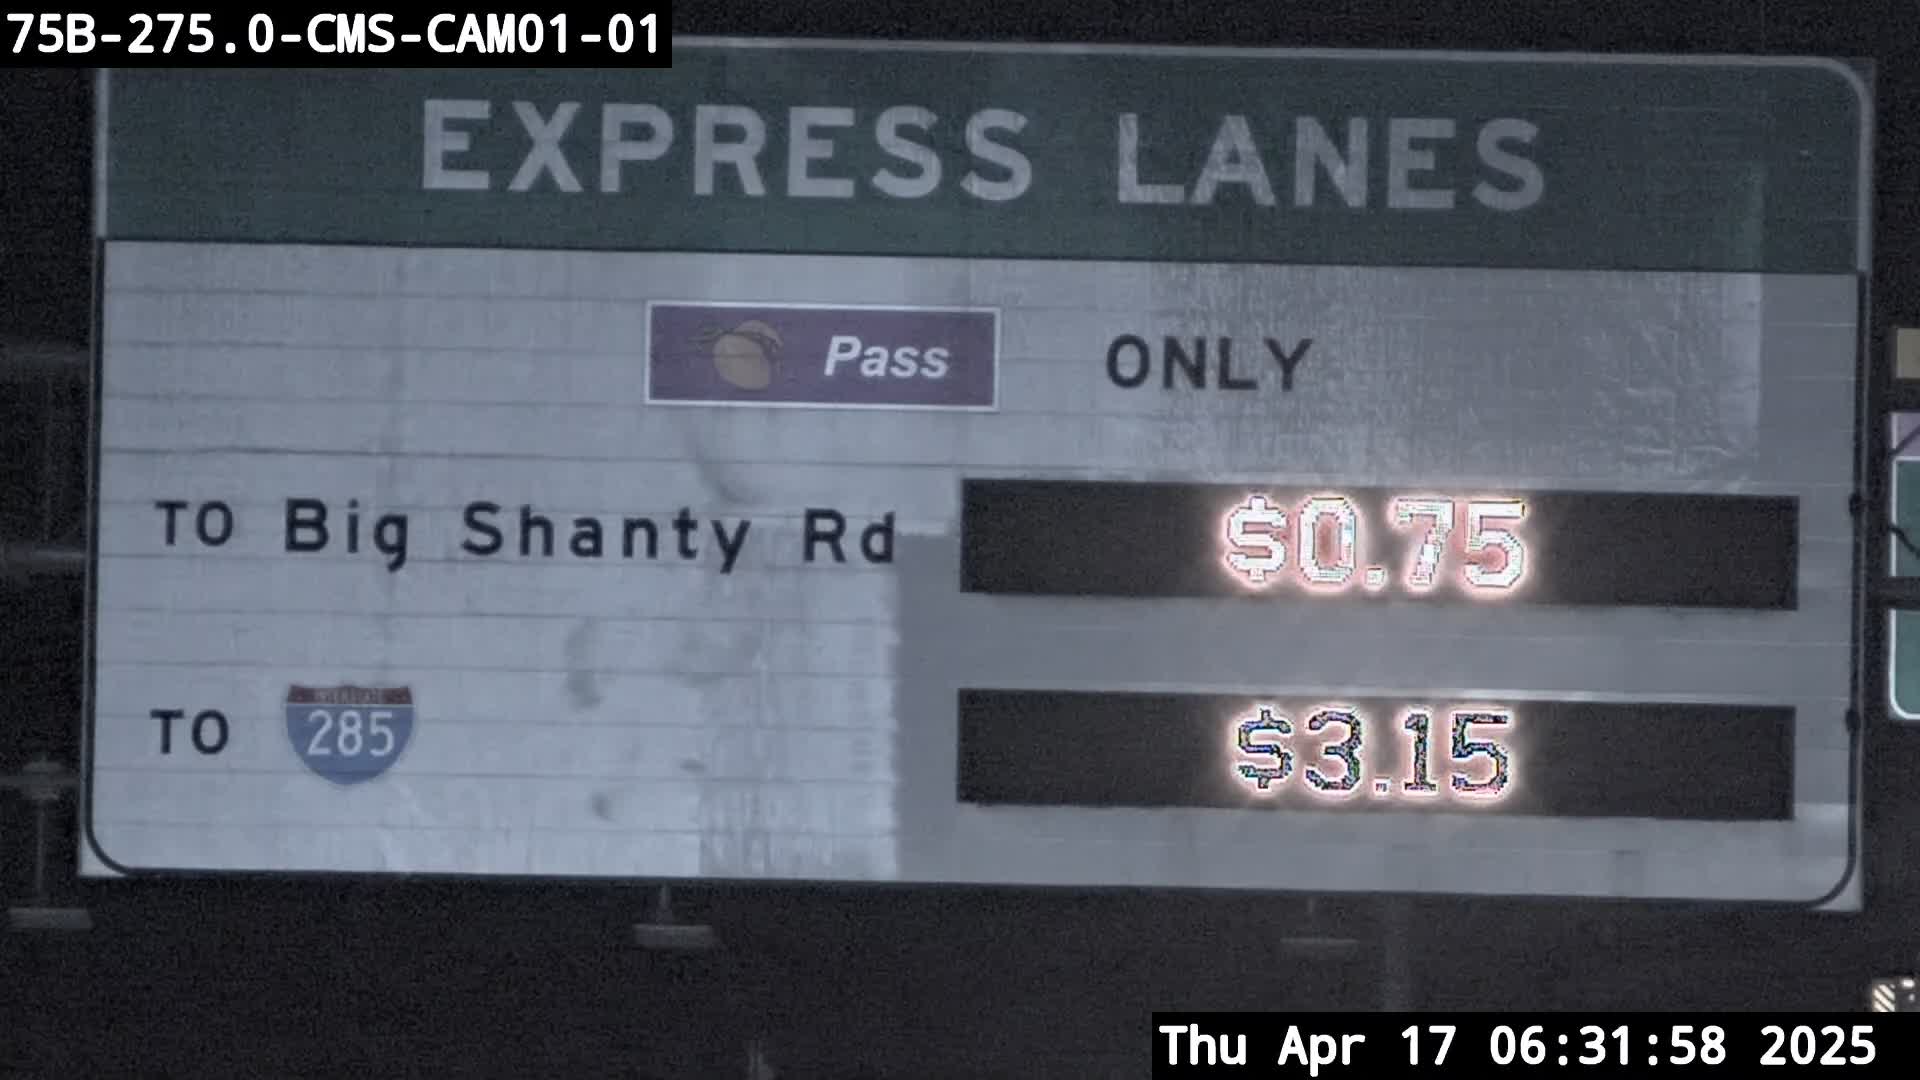 75B-275.0-CMS-CAM01-01
EXPRESS LANES
Pass ONLY
TO Big Shanty Rd $0.75
INTERSTATE
TO 285 $3.15
Thu Apr 17 06:31:58 2025